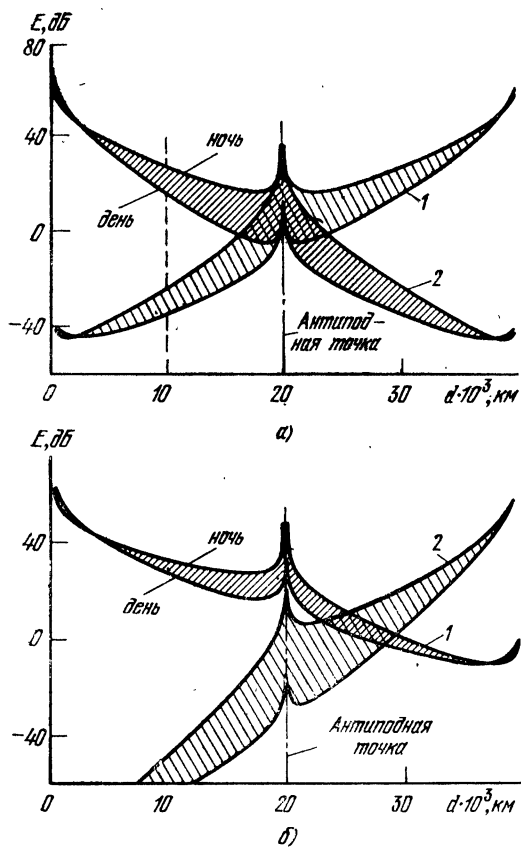 E, дБ
80
40
0
-40
ночь
день
1
2
Антипод-
ная точка
0
10
20
30
d·10³, км
а)
E, дБ
40
0
-40
ночь
день
2
1
Антиподная
точка
0
10
20
30
d·10³, км
б)